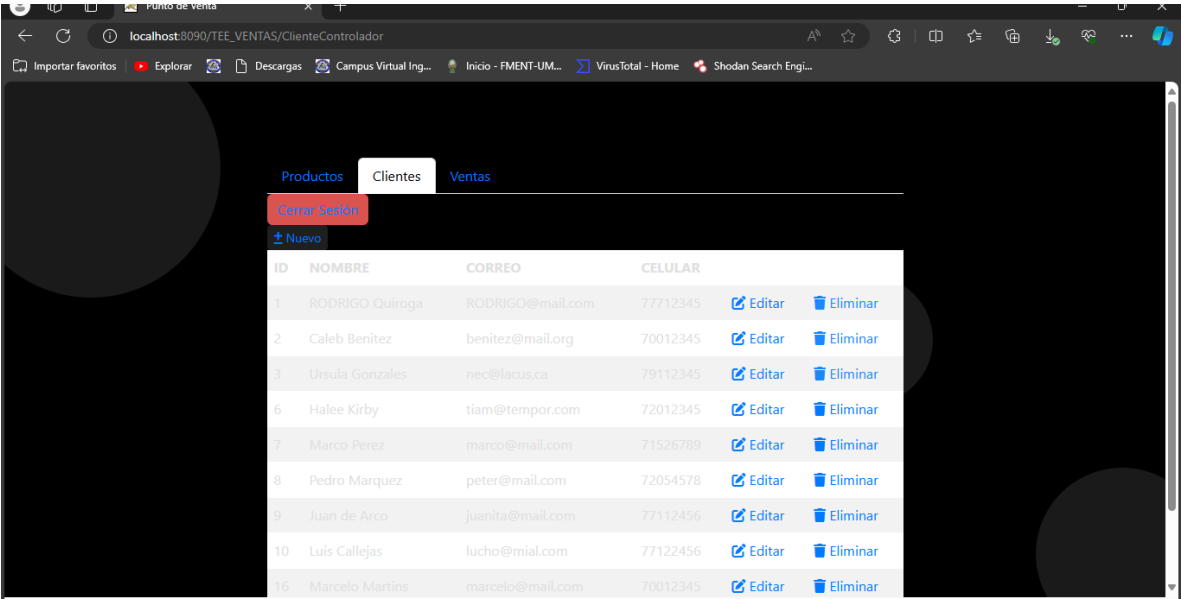 Punto de Venta
localhost:8090/TEE_VENTAS/ClienteControlador
Importar favoritos Explorar Descargas Campus Virtual Ing... Inicio - FMENT-UM... VirusTotal - Home Shodan Search Engi...
Productos Clientes Ventas
Cerrar Sesión
Nuevo
ID NOMBRE CORREO CELULAR
1 RODRIGO Quiroga RODRIGO@mail.com 77712345 Editar Eliminar
2 Caleb Benitez benitez@mail.org 70012345 Editar Eliminar
3 Ursula Gonzales nec@lacus.ca 79112345 Editar Eliminar
6 Halee Kirby tiam@tempor.com 72012345 Editar Eliminar
7 Marco Perez marco@mail.com 71526789 Editar Eliminar
8 Pedro Marquez peter@mail.com 72054578 Editar Eliminar
9 Juan de Arco juanita@mail.com 77112456 Editar Eliminar
10 Luis Callejas lucho@mial.com 77122456 Editar Eliminar
16 Marcelo Martins marcelo@mail.com 70012345 Editar Eliminar